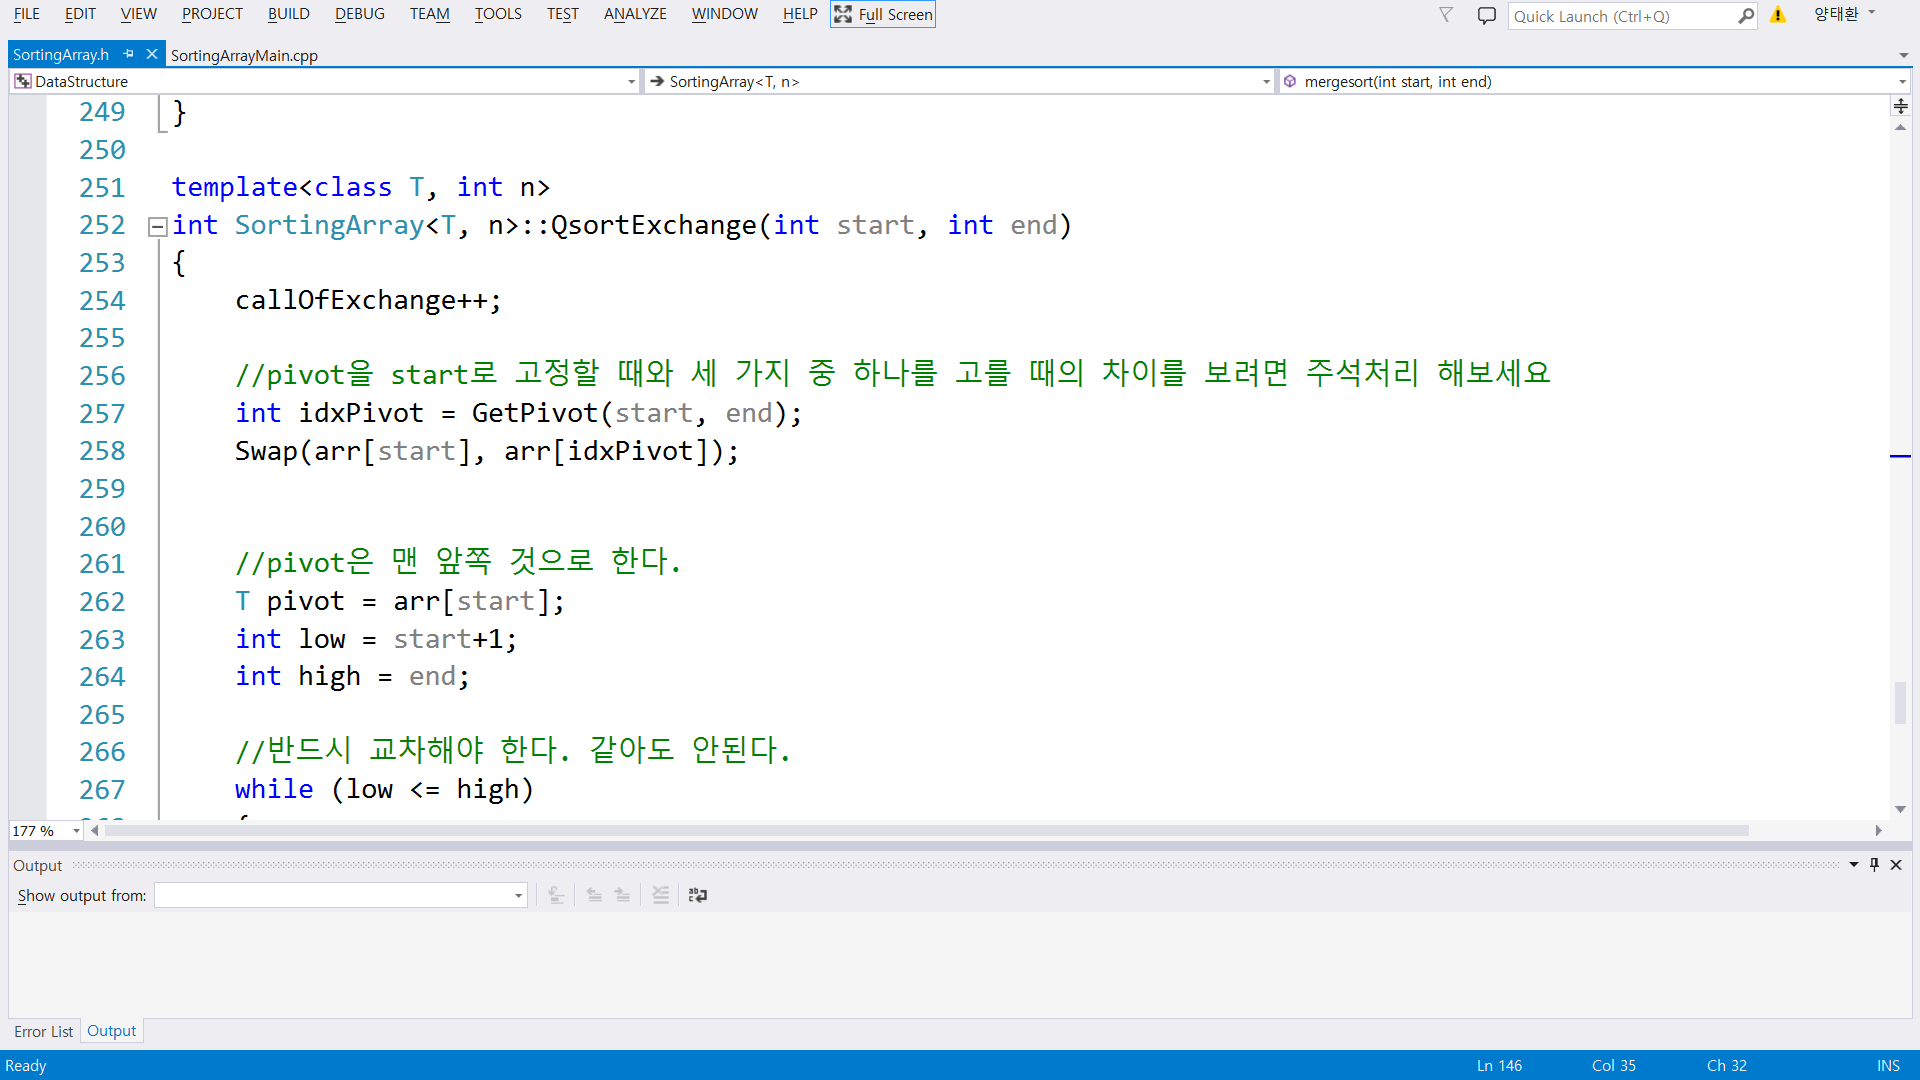 FILE EDIT VIEW PROJECT BUILD DEBUG TEAM TOOLS TEST ANALYZE WINDOW HELP Full Screen Quick Launch (Ctrl+Q) 양태환
SortingArray.h SortingArrayMain.cpp
DataStructure SortingArray<T, n> mergesort(int start, int end)
249 }
250
251 template<class T, int n>
252 int SortingArray<T, n>::QsortExchange(int start, int end)
253 {
254 callOfExchange++;
255
256 //pivot을 start로 고정할 때와 세 가지 중 하나를 고를 때의 차이를 보려면 주석처리 해보세요
257 int idxPivot = GetPivot(start, end);
258 Swap(arr[start], arr[idxPivot]);
259
260
261 //pivot은 맨 앞쪽 것으로 한다.
262 T pivot = arr[start];
263 int low = start+1;
264 int high = end;
265
266 //반드시 교차해야 한다. 같아도 안된다.
267 while (low <= high)
177 %
Output
Show output from:
Error List Output
Ready Ln 146 Col 35 Ch 32 INS